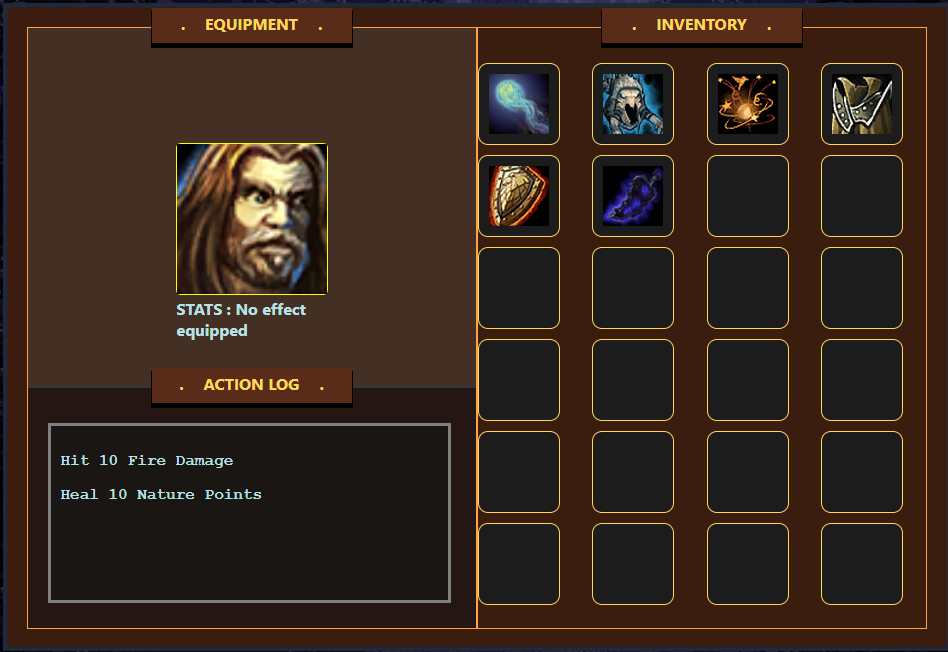 . EQUIPMENT .
. INVENTORY .
STATS : No effect
equipped
. ACTION LOG .
Hit 10 Fire Damage
Heal 10 Nature Points